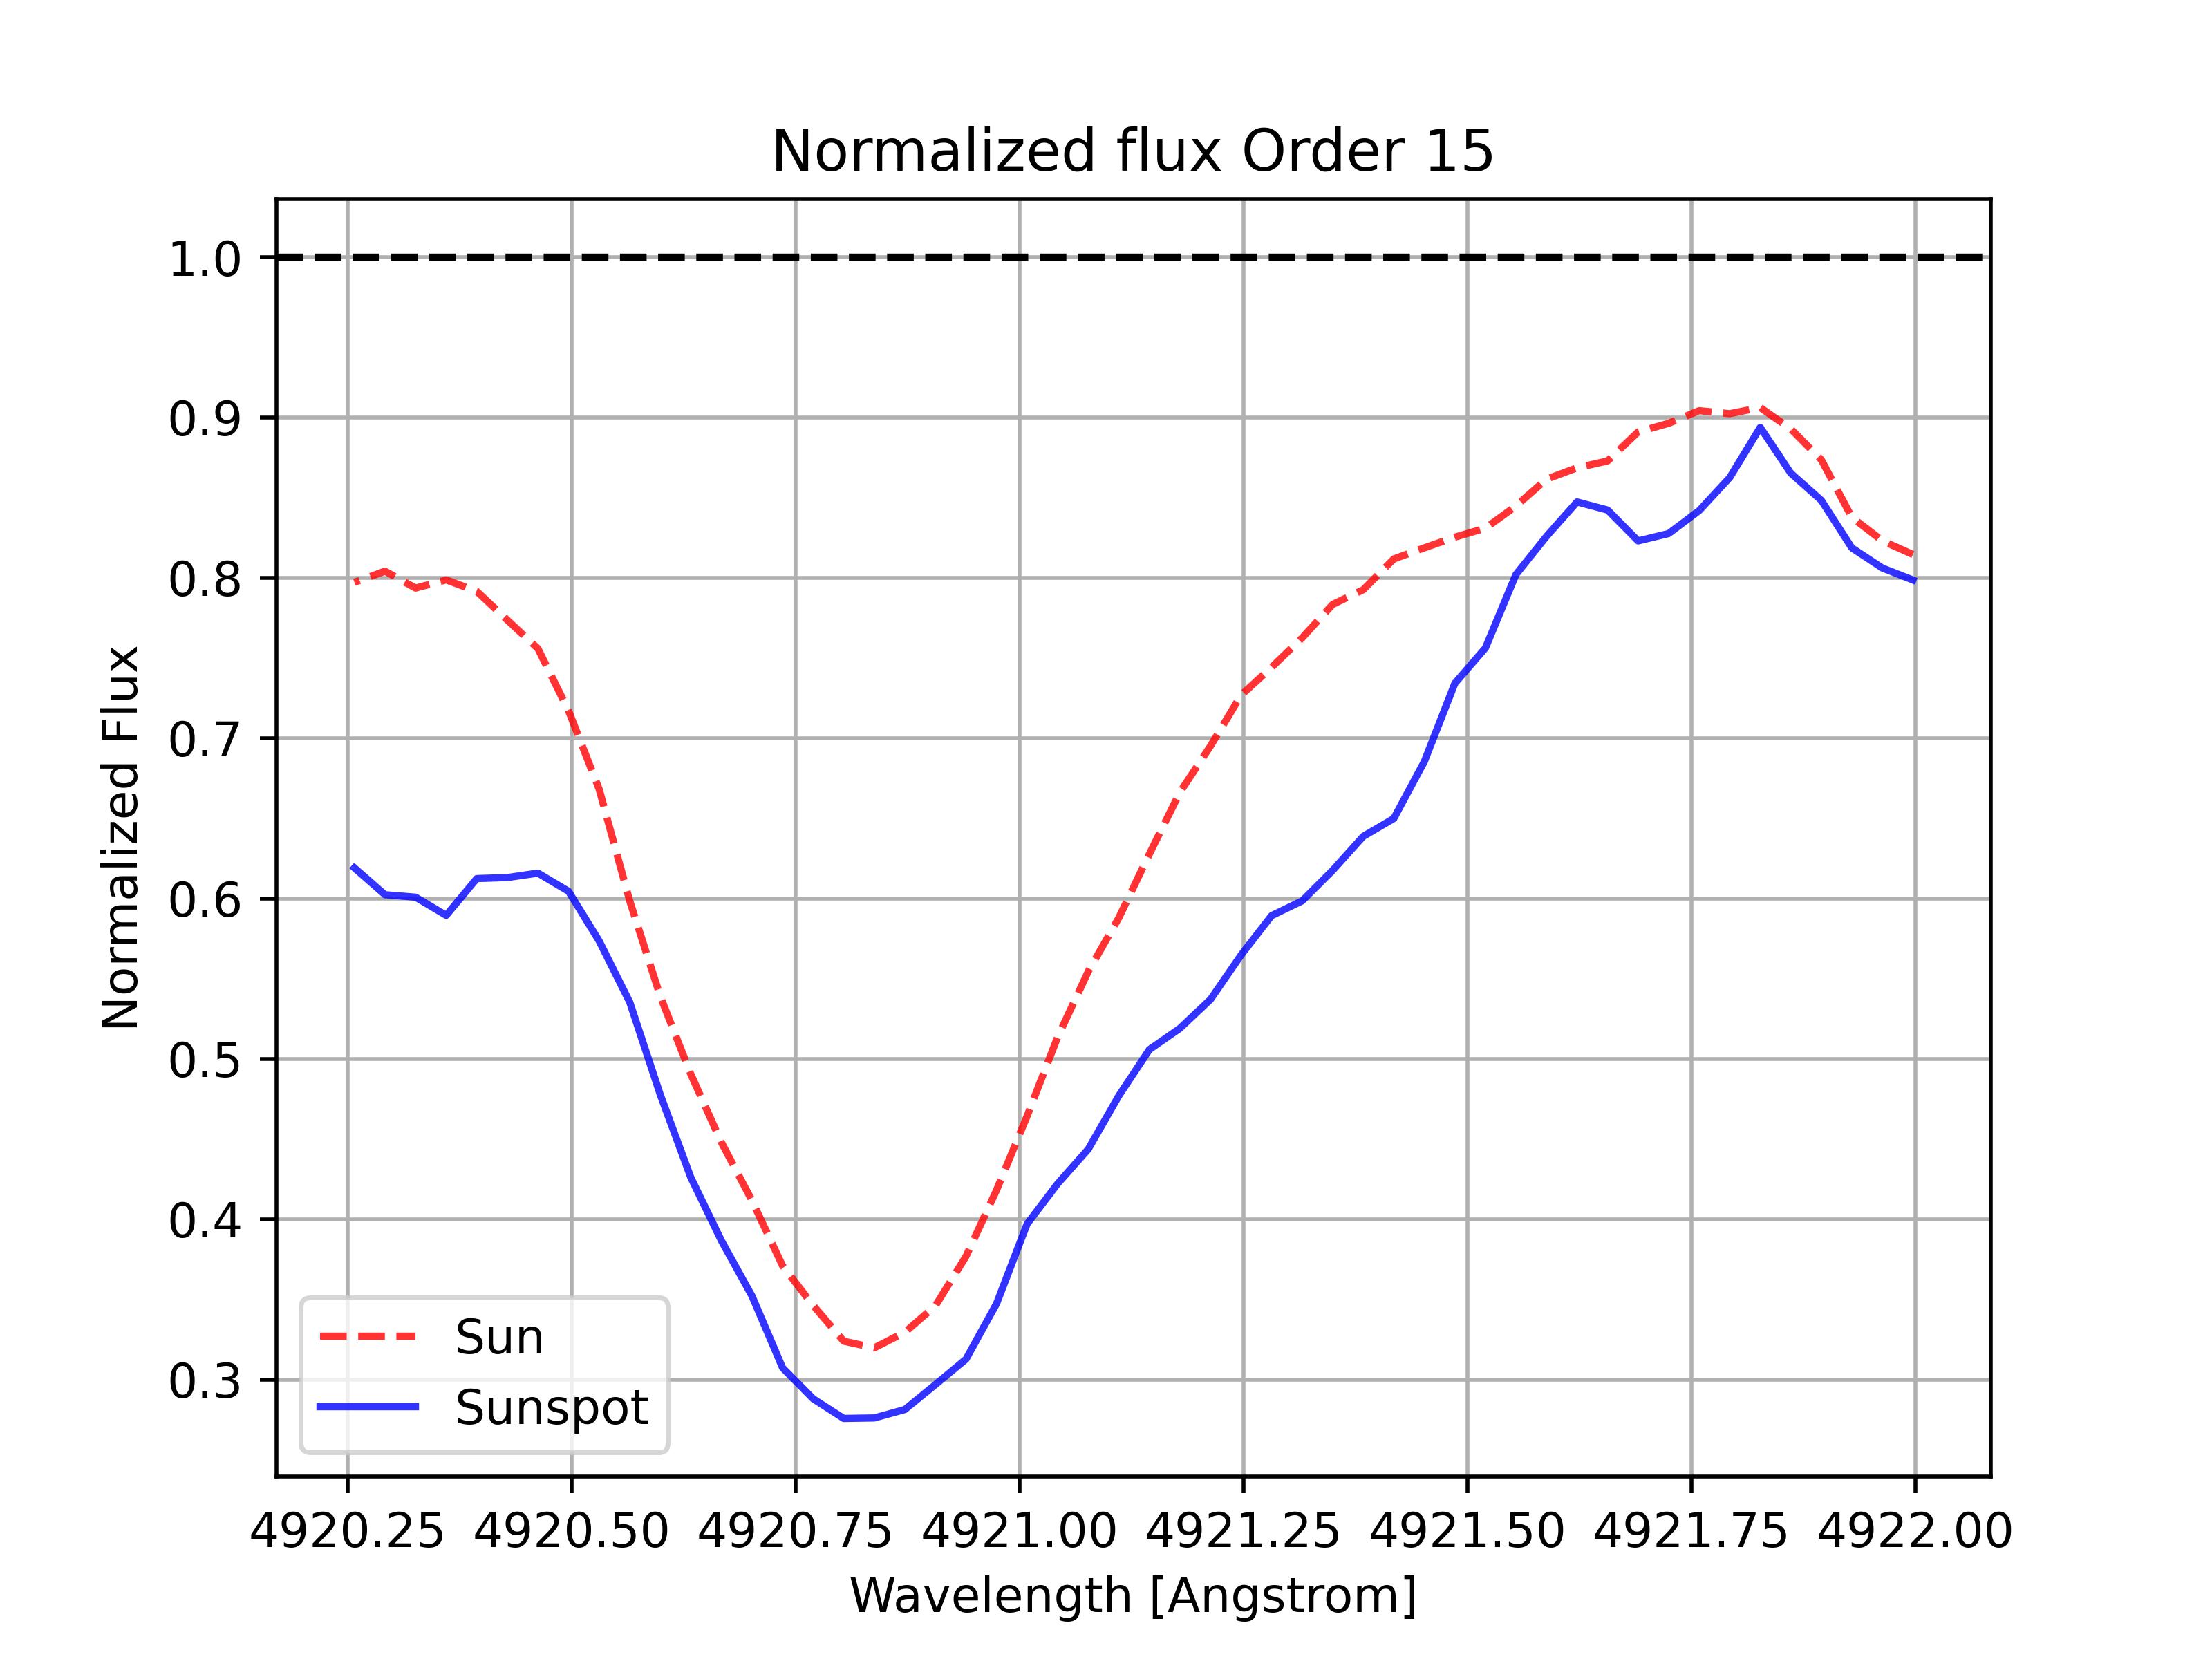 Normalized flux Order 15
1.0
0.9
0.8
0.7
0.6
0.5
0.4
0.3
Normalized Flux
Sun
Sunspot
4920.25 4920.50 4920.75 4921.00 4921.25 4921.50 4921.75 4922.00
Wavelength [Angstrom]